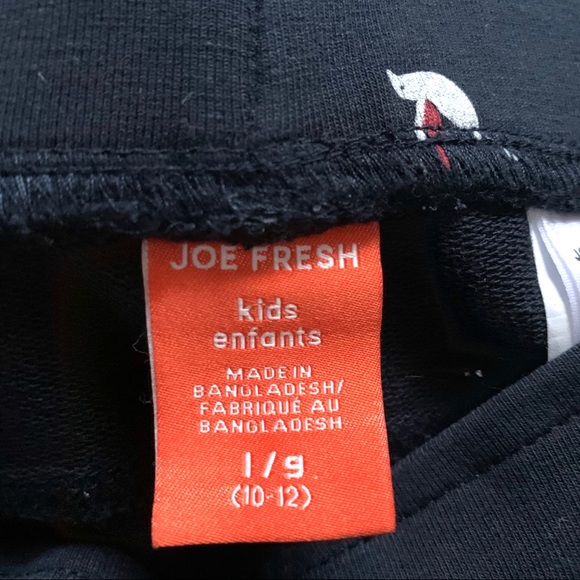 JOE FRESH
kids
enfants
MADE IN
BANGLADESH/
FABRIQUÉ AU
BANGLADESH
l/g
(10-12)